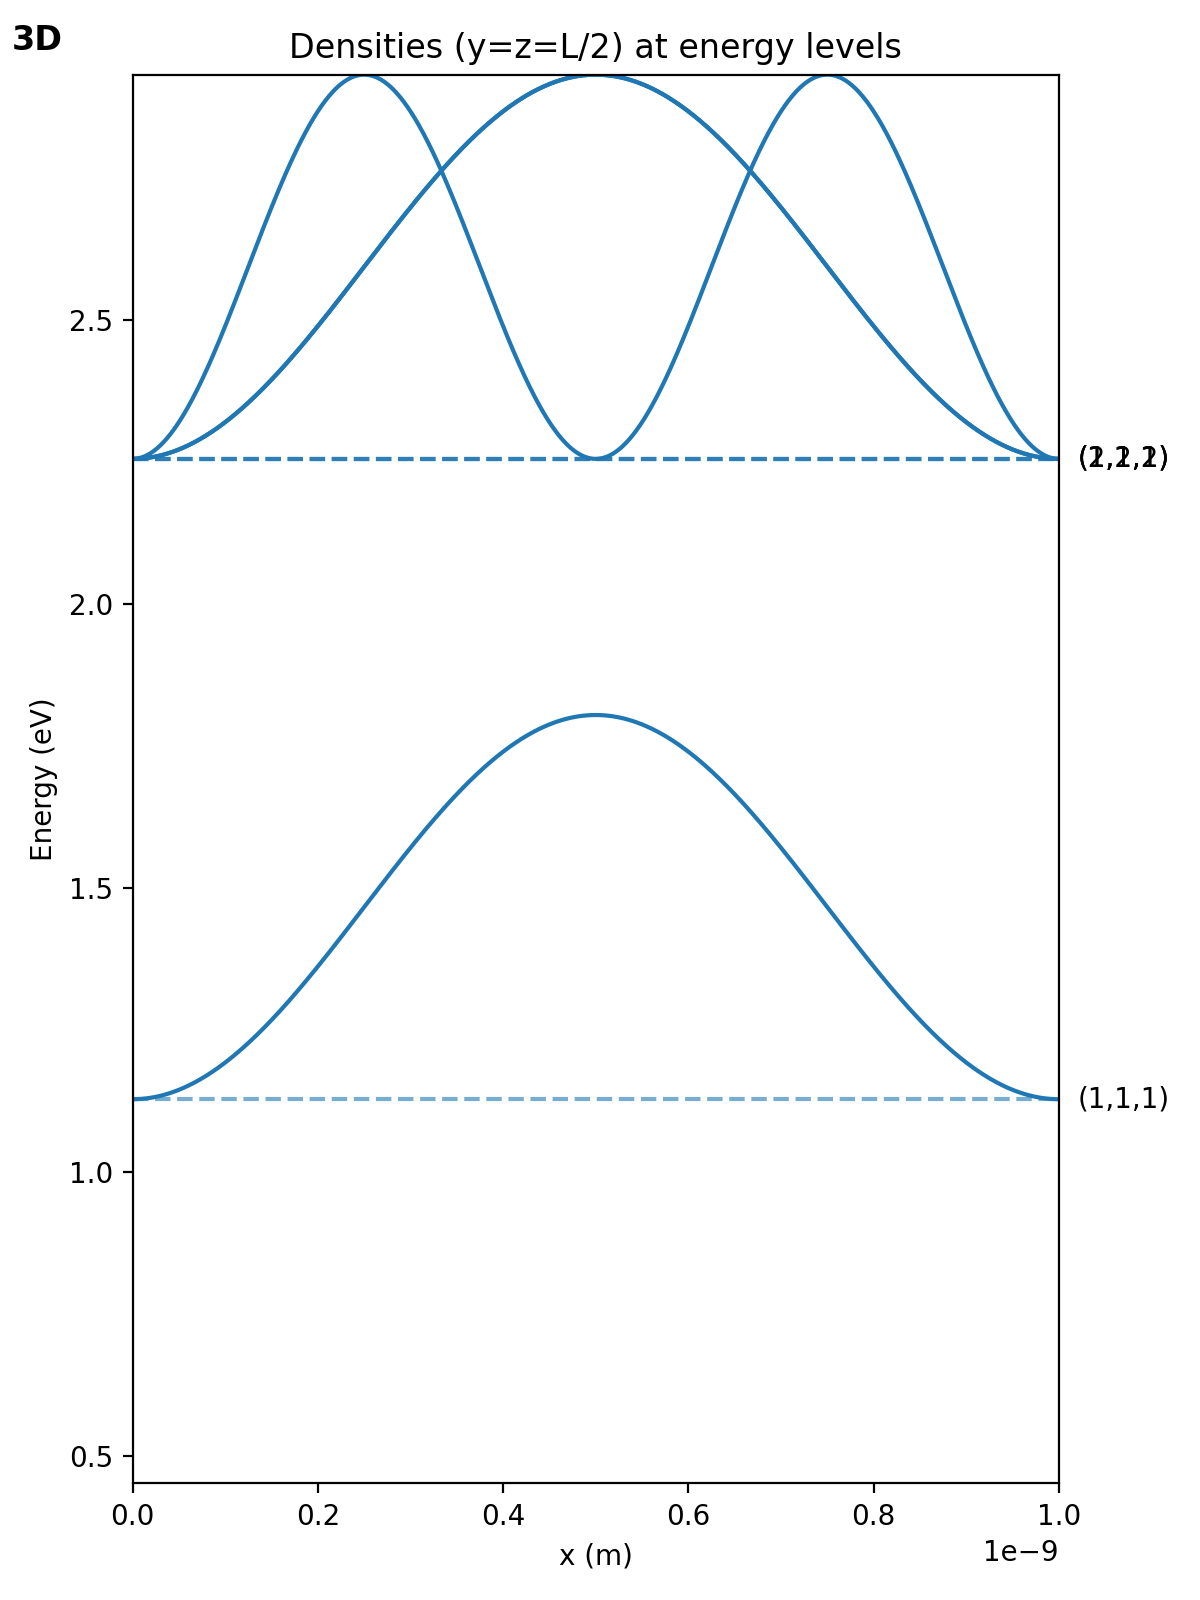 3D
Densities (y=z=L/2) at energy levels
2.5
2.0
(1,1,1)
1.5
1.0
0.5
Energy (eV)
0.0 0.2 0.4 0.6 0.8 1.0
x (m)
1e−9